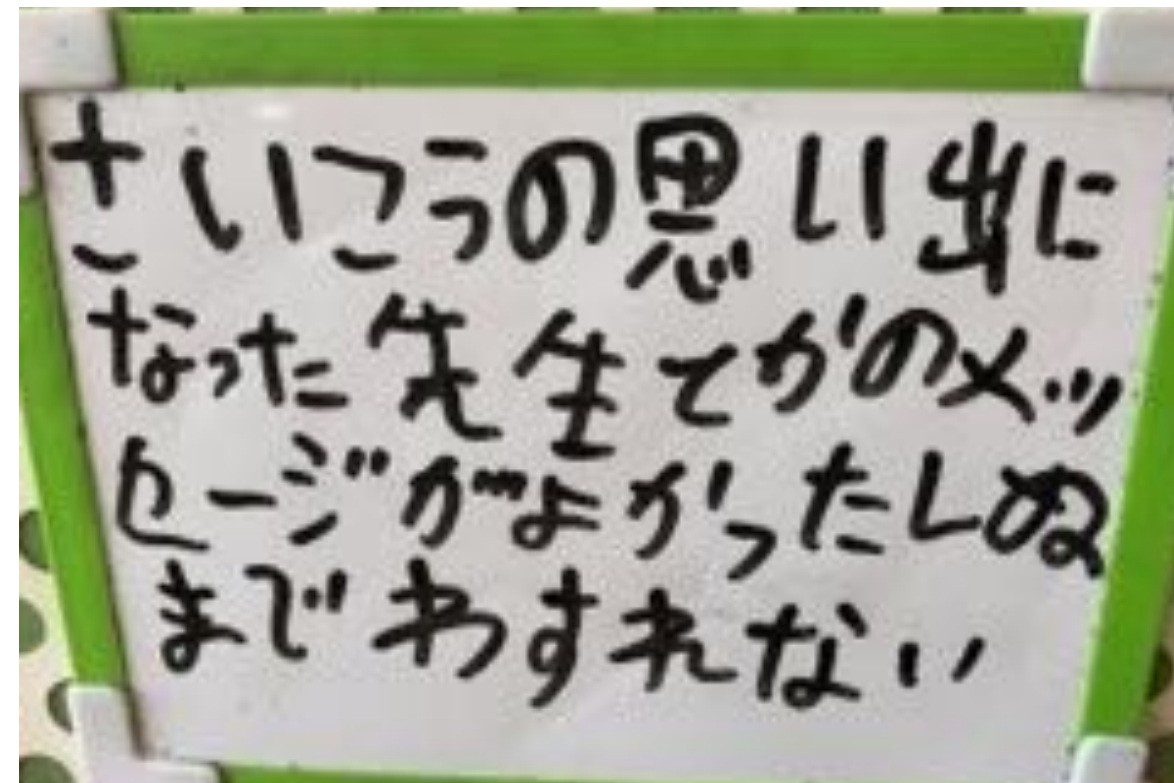 さいこうの思い出に
なった先生てかのメッ
セージがよかったしぬ
までわすれない